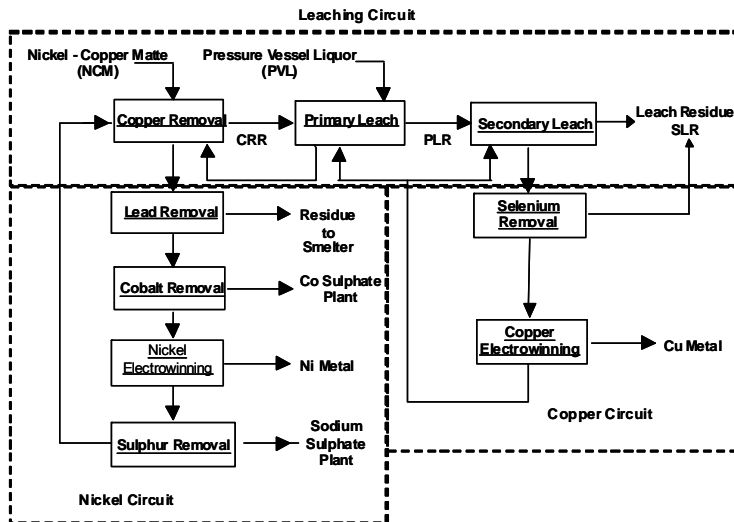 Leaching Circuit
Nickel - Copper Matte
(NCM)
Pressure Vessel Liquor
(PVL)
Copper Removal
CRR
Primary Leach
PLR
Secondary Leach
Leach Residue
SLR
Lead Removal
Residue
to
Smelter
Selenium
Removal
Cobalt Removal
Co Sulphate
Plant
Nickel
Electrowinning
Ni Metal
Copper
Electrowinning
Cu Metal
Sulphur Removal
Sodium
Sulphate
Plant
Copper Circuit
Nickel Circuit